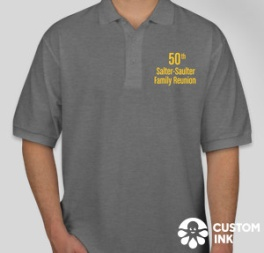 50th
Salter-Saulter
Family Reunion
CUSTOM
INK